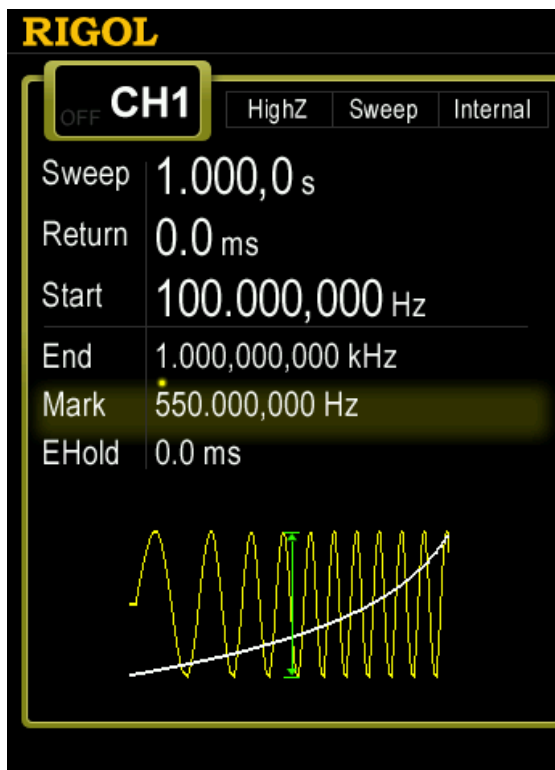 RIGOL
OFF CH1 HighZ Sweep Internal
Sweep 1.000,0 s
Return 0.0 ms
Start 100.000,000 Hz
End 1.000,000,000 kHz
Mark 550.000,000 Hz
EHold 0.0 ms